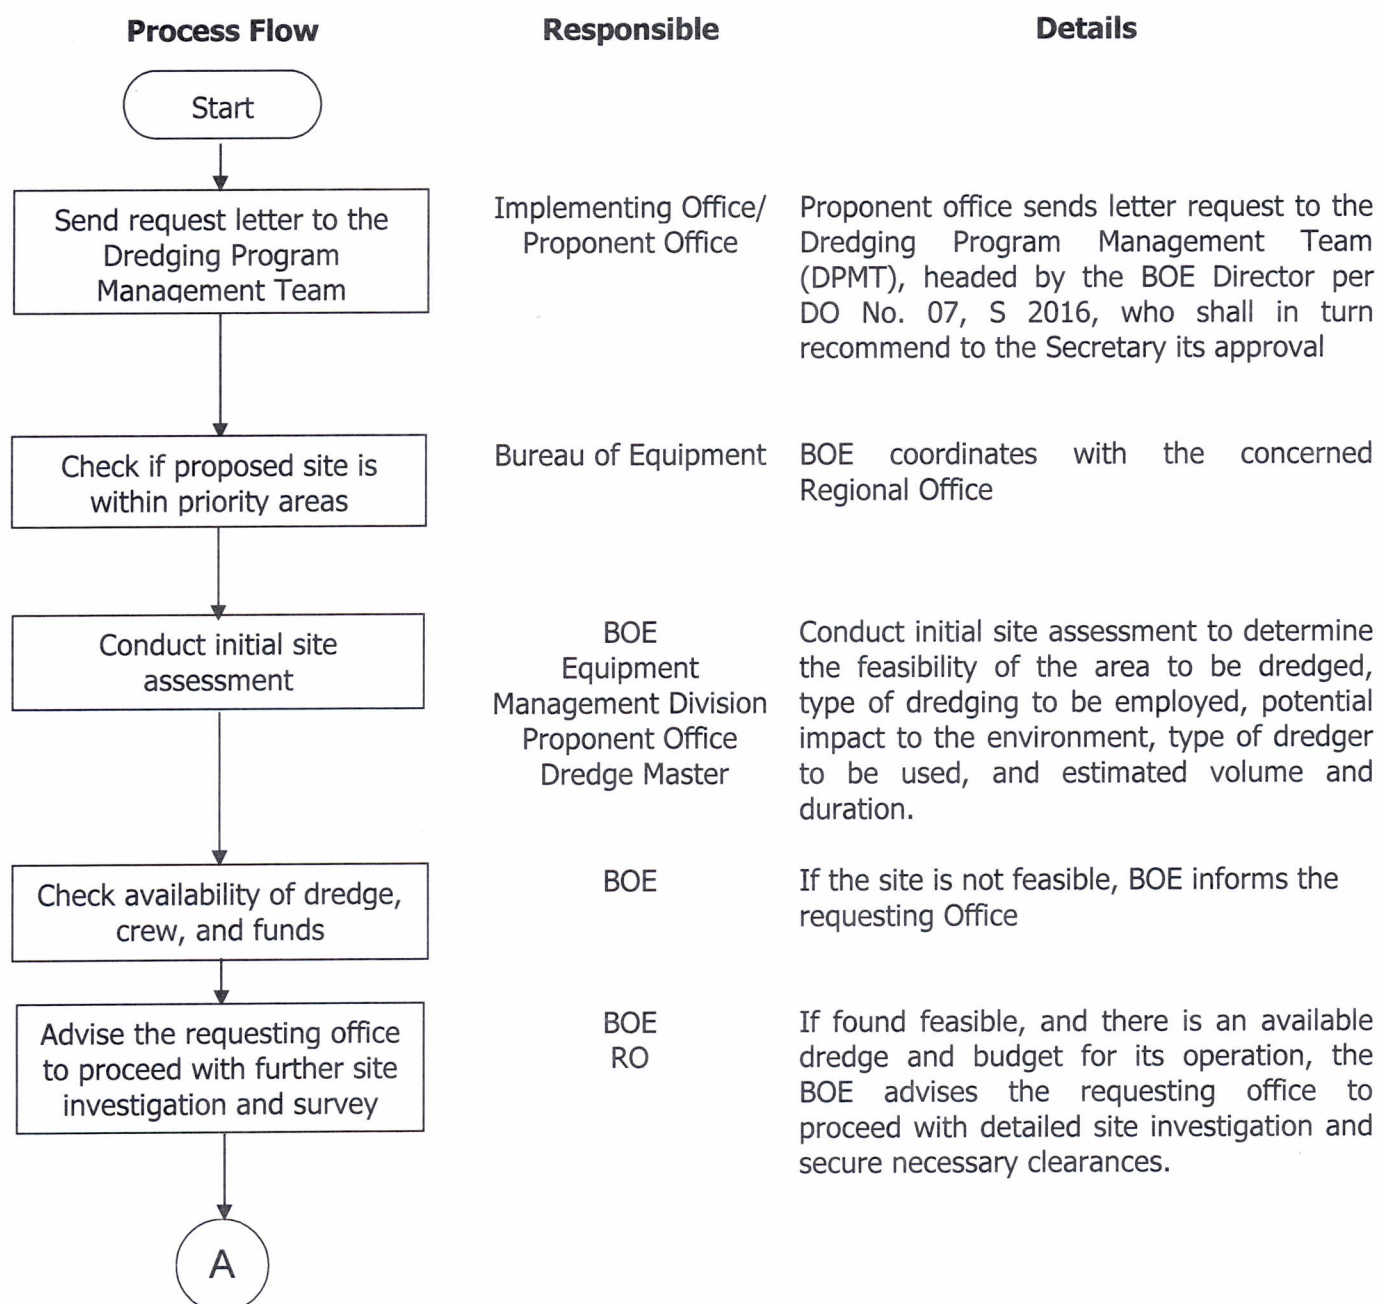 Process Flow
Responsible
Details
Start
Send request letter to the
Dredging Program
Management Team
Implementing Office/
Proponent Office
Proponent office sends letter request to the
Dredging Program Management Team
(DPMT), headed by the BOE Director per
DO No. 07, S 2016, who shall in turn
recommend to the Secretary its approval
Check if proposed site is
within priority areas
Bureau of Equipment
BOE coordinates with the concerned
Regional Office
Conduct initial site
assessment
BOE
Equipment
Management Division
Proponent Office
Dredge Master
Conduct initial site assessment to determine
the feasibility of the area to be dredged,
type of dredging to be employed, potential
impact to the environment, type of dredger
to be used, and estimated volume and
duration.
Check availability of dredge,
crew, and funds
BOE
If the site is not feasible, BOE informs the
requesting Office
Advise the requesting office
to proceed with further site
investigation and survey
BOE
RO
If found feasible, and there is an available
dredge and budget for its operation, the
BOE advises the requesting office to
proceed with detailed site investigation and
secure necessary clearances.
A